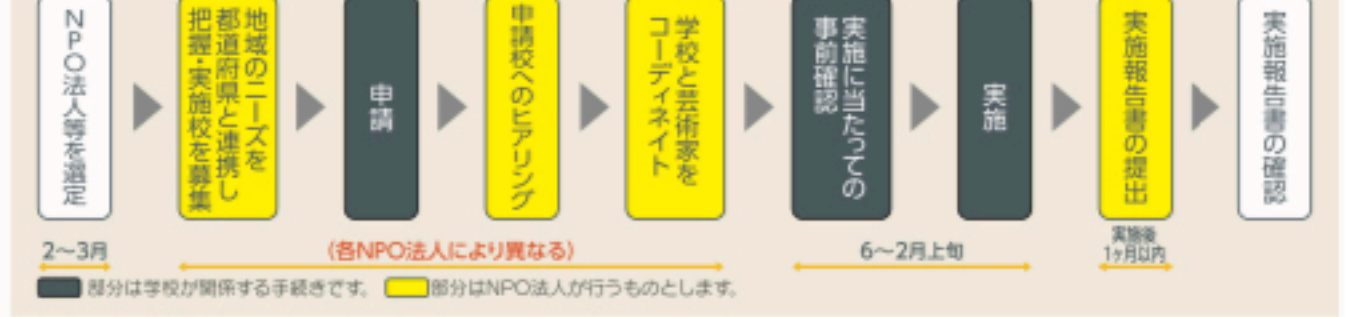 NPO法人等を選定
地域のニーズを
都道府県と連携し
把握・実施校を募集
申請
申請校へのヒアリング
学校と芸術家を
コーディネイト
実施に当たっての
事前確認
実施
実施報告書の提出
実施報告書の確認
2〜3月
(各NPO法人により異なる)
6〜2月上旬
実施後
1ヶ月以内
部分は学校が関係する手続きです。
部分はNPO法人が行うものとします。